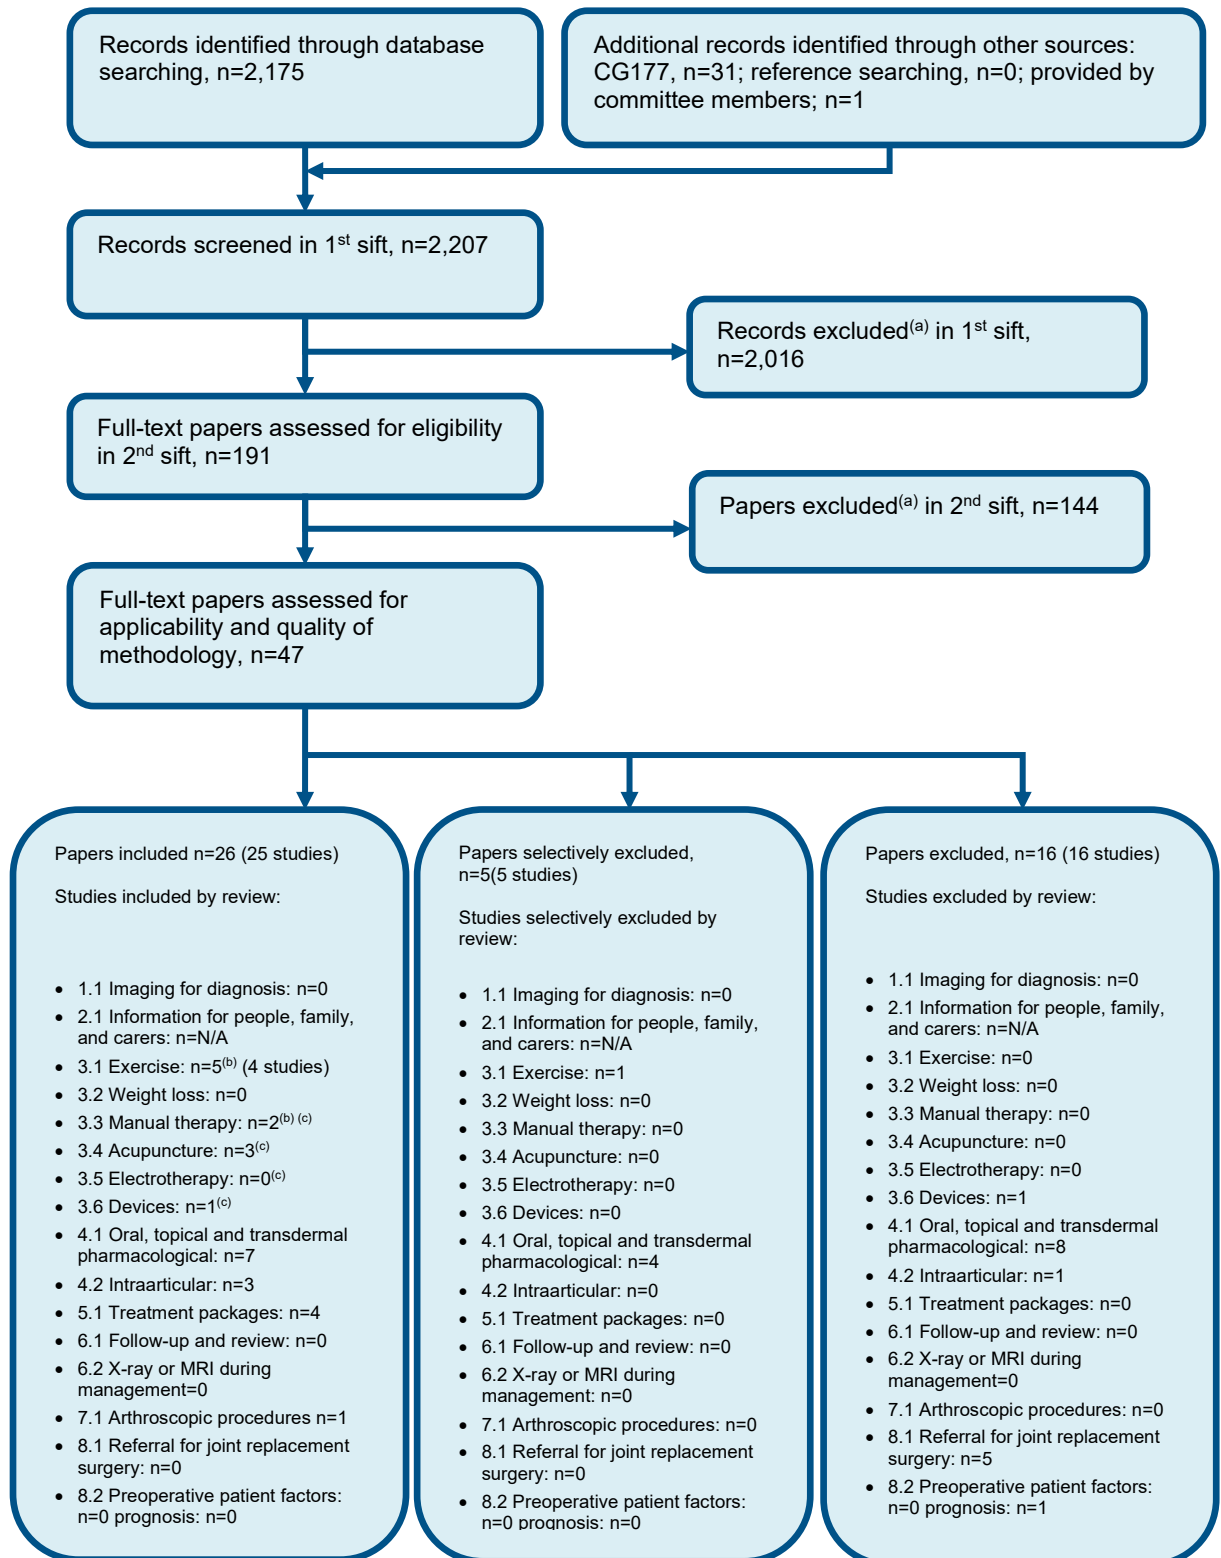 Records identified through database
searching, n=2,175
Additional records identified through other sources:
CG177, n=31; reference searching, n=0; provided by
committee members; n=1
Records screened in 1st sift, n=2,207
Records excluded(a) in 1st sift,
n=2,016
Full-text papers assessed for eligibility
in 2nd sift, n=191
Papers excluded(a) in 2nd sift, n=144
Full-text papers assessed for
applicability and quality of
methodology, n=47
Papers included n=26 (25 studies)
Studies included by review:
• 1.1 Imaging for diagnosis: n=0
• 2.1 Information for people, family,
and carers: n=N/A
• 3.1 Exercise: n=5(b) (4 studies)
• 3.2 Weight loss: n=0
• 3.3 Manual therapy: n=2(b) (c)
• 3.4 Acupuncture: n=3(c)
• 3.5 Electrotherapy: n=0(c)
• 3.6 Devices: n=1(c)
• 4.1 Oral, topical and transdermal
pharmacological: n=7
• 4.2 Intraarticular: n=3
• 5.1 Treatment packages: n=4
• 6.1 Follow-up and review: n=0
• 6.2 X-ray or MRI during
management=0
• 7.1 Arthroscopic procedures n=1
• 8.1 Referral for joint replacement
surgery: n=0
• 8.2 Preoperative patient factors:
n=0 prognosis: n=0
Papers selectively excluded,
n=5(5 studies)
Studies selectively excluded by
review:
• 1.1 Imaging for diagnosis: n=0
• 2.1 Information for people, family,
and carers: n=N/A
• 3.1 Exercise: n=1
• 3.2 Weight loss: n=0
• 3.3 Manual therapy: n=0
• 3.4 Acupuncture: n=0
• 3.5 Electrotherapy: n=0
• 3.6 Devices: n=0
• 4.1 Oral, topical and transdermal
pharmacological: n=4
• 4.2 Intraarticular: n=0
• 5.1 Treatment packages: n=0
• 6.1 Follow-up and review: n=0
• 6.2 X-ray or MRI during
management: n=0
• 7.1 Arthroscopic procedures: n=0
• 8.1 Referral for joint replacement
surgery: n=0
• 8.2 Preoperative patient factors:
n=0 prognosis: n=0
Papers excluded, n=16 (16 studies)
Studies excluded by review:
• 1.1 Imaging for diagnosis: n=0
• 2.1 Information for people, family,
and carers: n=N/A
• 3.1 Exercise: n=0
• 3.2 Weight loss: n=0
• 3.3 Manual therapy: n=0
• 3.4 Acupuncture: n=0
• 3.5 Electrotherapy: n=0
• 3.6 Devices: n=1
• 4.1 Oral, topical and transdermal
pharmacological: n=8
• 4.2 Intraarticular: n=1
• 5.1 Treatment packages: n=0
• 6.1 Follow-up and review: n=0
• 6.2 X-ray or MRI during
management=0
• 7.1 Arthroscopic procedures: n=0
• 8.1 Referral for joint replacement
surgery: n=5
• 8.2 Preoperative patient factors:
n=0 prognosis: n=1